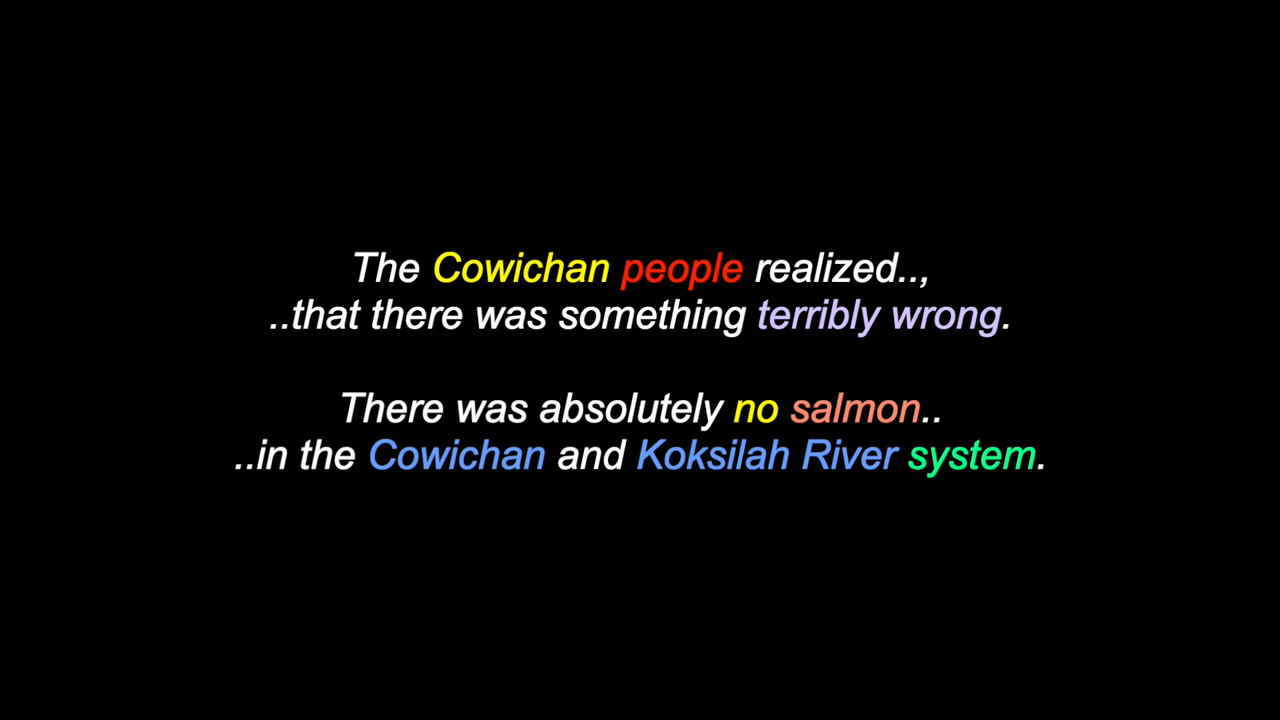 The Cowichan people realized..,
..that there was something terribly wrong.
There was absolutely no salmon..
..in the Cowichan and Koksilah River system.